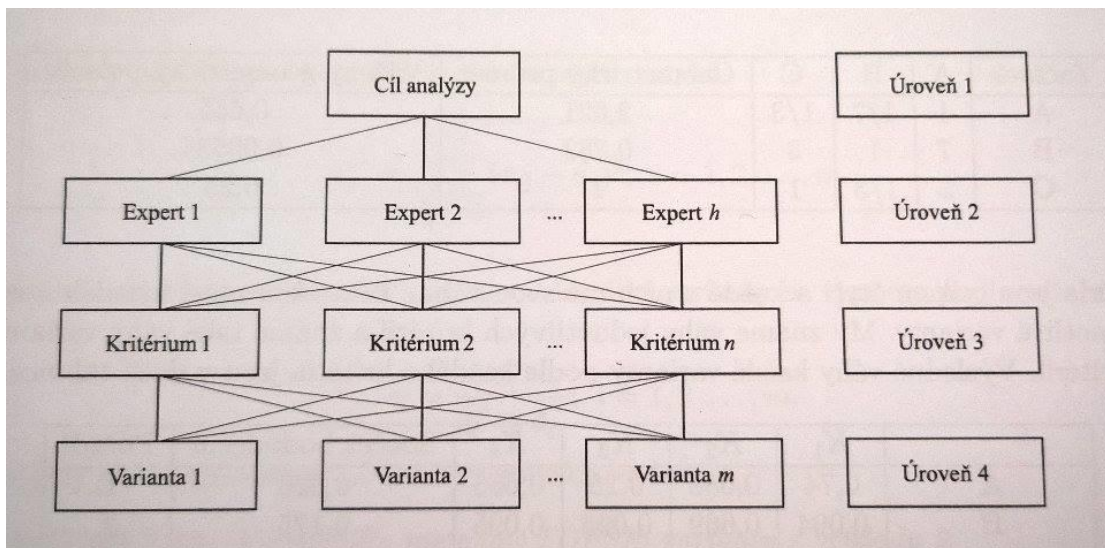 Cíl analýzy Úroveň 1
Expert 1 Expert 2 ... Expert h Úroveň 2
Kritérium 1 Kritérium 2 ... Kritérium n Úroveň 3
Varianta 1 Varianta 2 ... Varianta m Úroveň 4